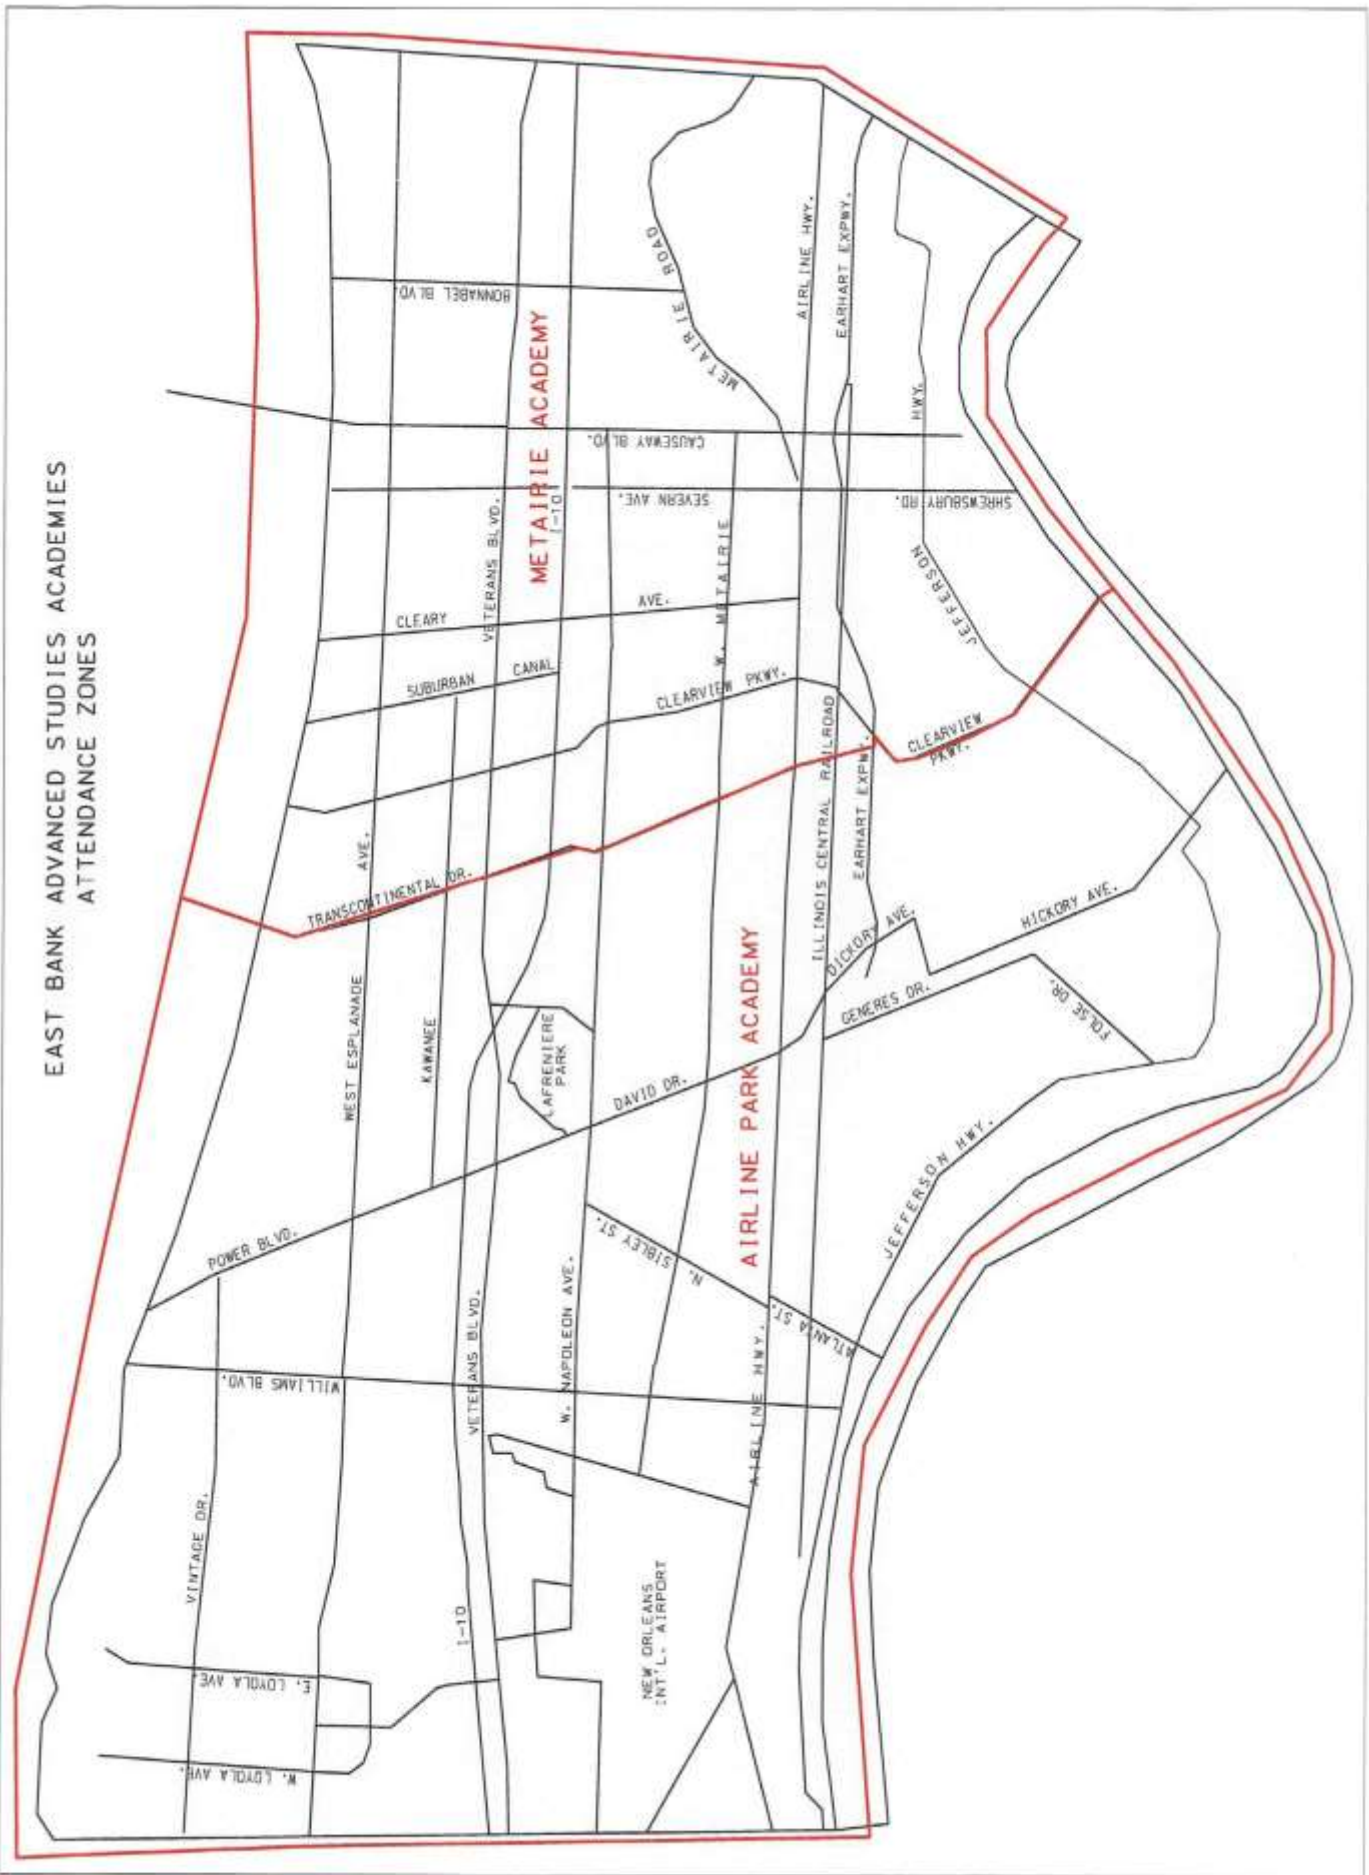 EAST BANK ADVANCED STUDIES ACADEMIES
ATTENDANCE ZONES
METAIRIE ACADEMY
AIRLINE PARK ACADEMY
W. LOYOLA AVE.
E. LOYOLA AVE.
VINTAGE DR.
WILLIAMS BLVD.
POWER BLVD.
WEST ESPLANADE
AVE.
KAWANEE
TRANSCONTINENTAL DR.
SUBURBAN
CANAL
CLEARY
AVE.
BONNABEL BLVD.
I-10
VETERANS BLVD.
VETERANS BLVD.
I-10
W. NAPOLEON AVE.
LAFRENIERE
PARK
DAVID DR.
N. SIBLEY ST.
ATLANTA ST.
NEW ORLEANS
INT'L. AIRPORT
AIRLINE HWY.
AIRLINE HWY.
CLEARVIEW PKWY.
W. METAIRIE
SEVERN AVE.
CAUSEWAY BLVD.
METAIRIE ROAD
ILLINOIS CENTRAL RAILROAD
EARHART EXPWY.
EARHART EXPWY.
DICKORY AVE.
GENERES DR.
HICKORY AVE.
FOLSE DR.
CLEARVIEW
PKWY.
JEFFERSON HWY.
JEFFERSON
HWY.
SHREWSBURY RD.